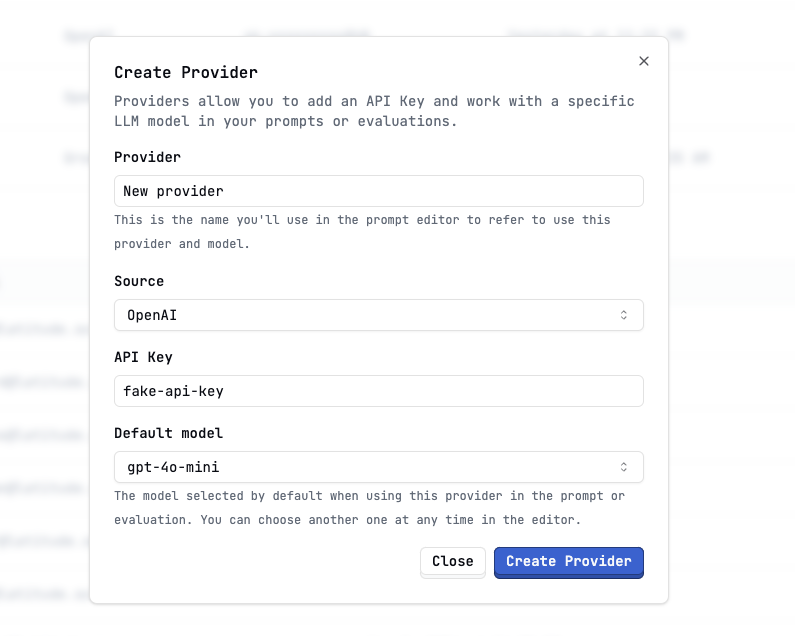 Create Provider
Providers allow you to add an API Key and work with a specific
LLM model in your prompts or evaluations.
Provider
New provider
This is the name you'll use in the prompt editor to refer to use this
provider and model.
Source
OpenAI
API Key
fake-api-key
Default model
gpt-4o-mini
The model selected by default when using this provider in the prompt or
evaluation. You can choose another one at any time in the editor.
Close
Create Provider